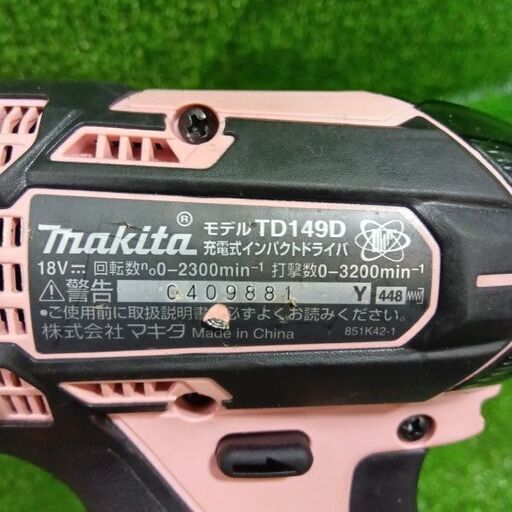 makita® モデル TD149D
充電式インパクトドライバ
18V⎓ 回転数n₀0-2300min⁻¹ 打撃数0-3200min⁻¹
⚠警告 0409881 Y 448
●ご使用前に取扱説明書を必ずよくお読みください。
株式会社マキタ Made in China 851K42-1